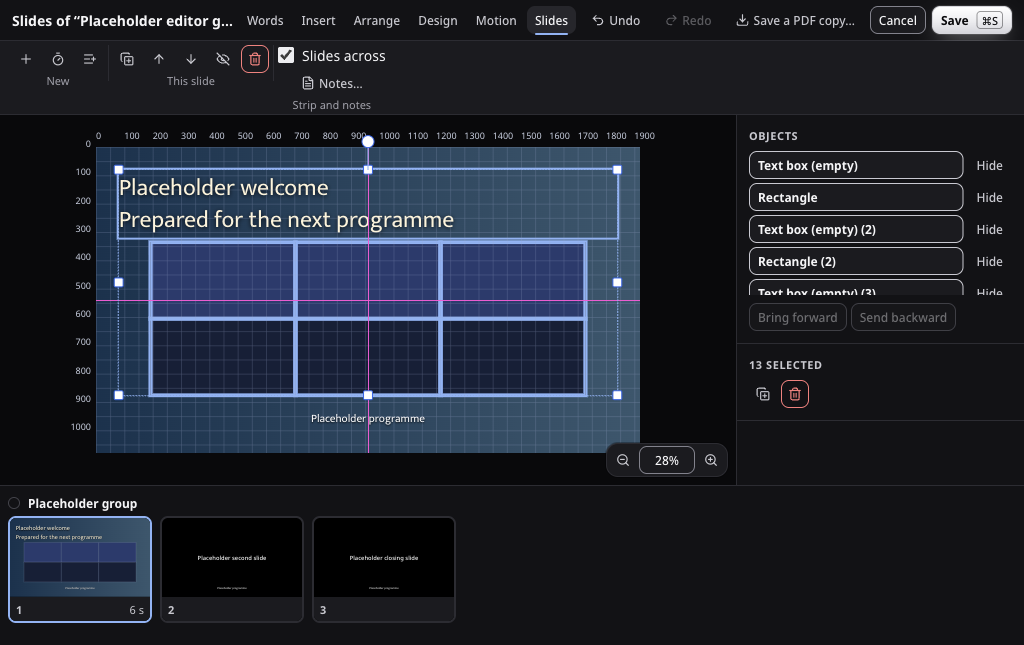 Slides of “Placeholder editor g...
Words
Insert
Arrange
Design
Motion
Slides
Undo
Redo
Save a PDF copy...
Cancel
Save ⌘S
New
This slide
Slides across
Notes...
Strip and notes
0 100 200 300 400 500 600 700 800 900 1000 1100 1200 1300 1400 1500 1600 1700 1800 1900
0
100
200
300
400
500
600
700
800
900
1000
Placeholder welcome
Prepared for the next programme
Placeholder programme
28%
OBJECTS
Text box (empty) Hide
Rectangle Hide
Text box (empty) (2) Hide
Rectangle (2) Hide
Text box (empty) (3) Hide
Bring forward
Send backward
13 SELECTED
Placeholder group
Placeholder welcome
Prepared for the next programme
Placeholder programme
1 6 s
Placeholder second slide
Placeholder programme
2
Placeholder closing slide
Placeholder programme
3